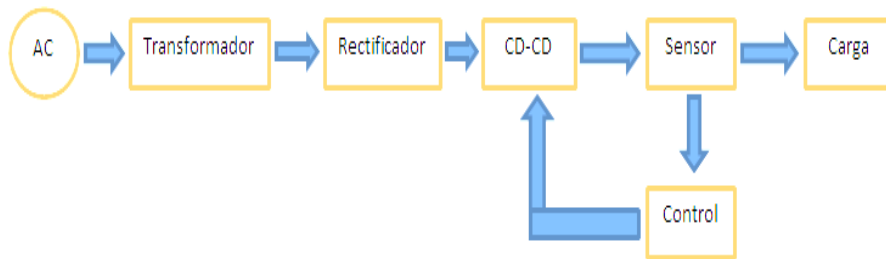 AC
Transformador
Rectificador
CD-CD
Sensor
Carga
Control